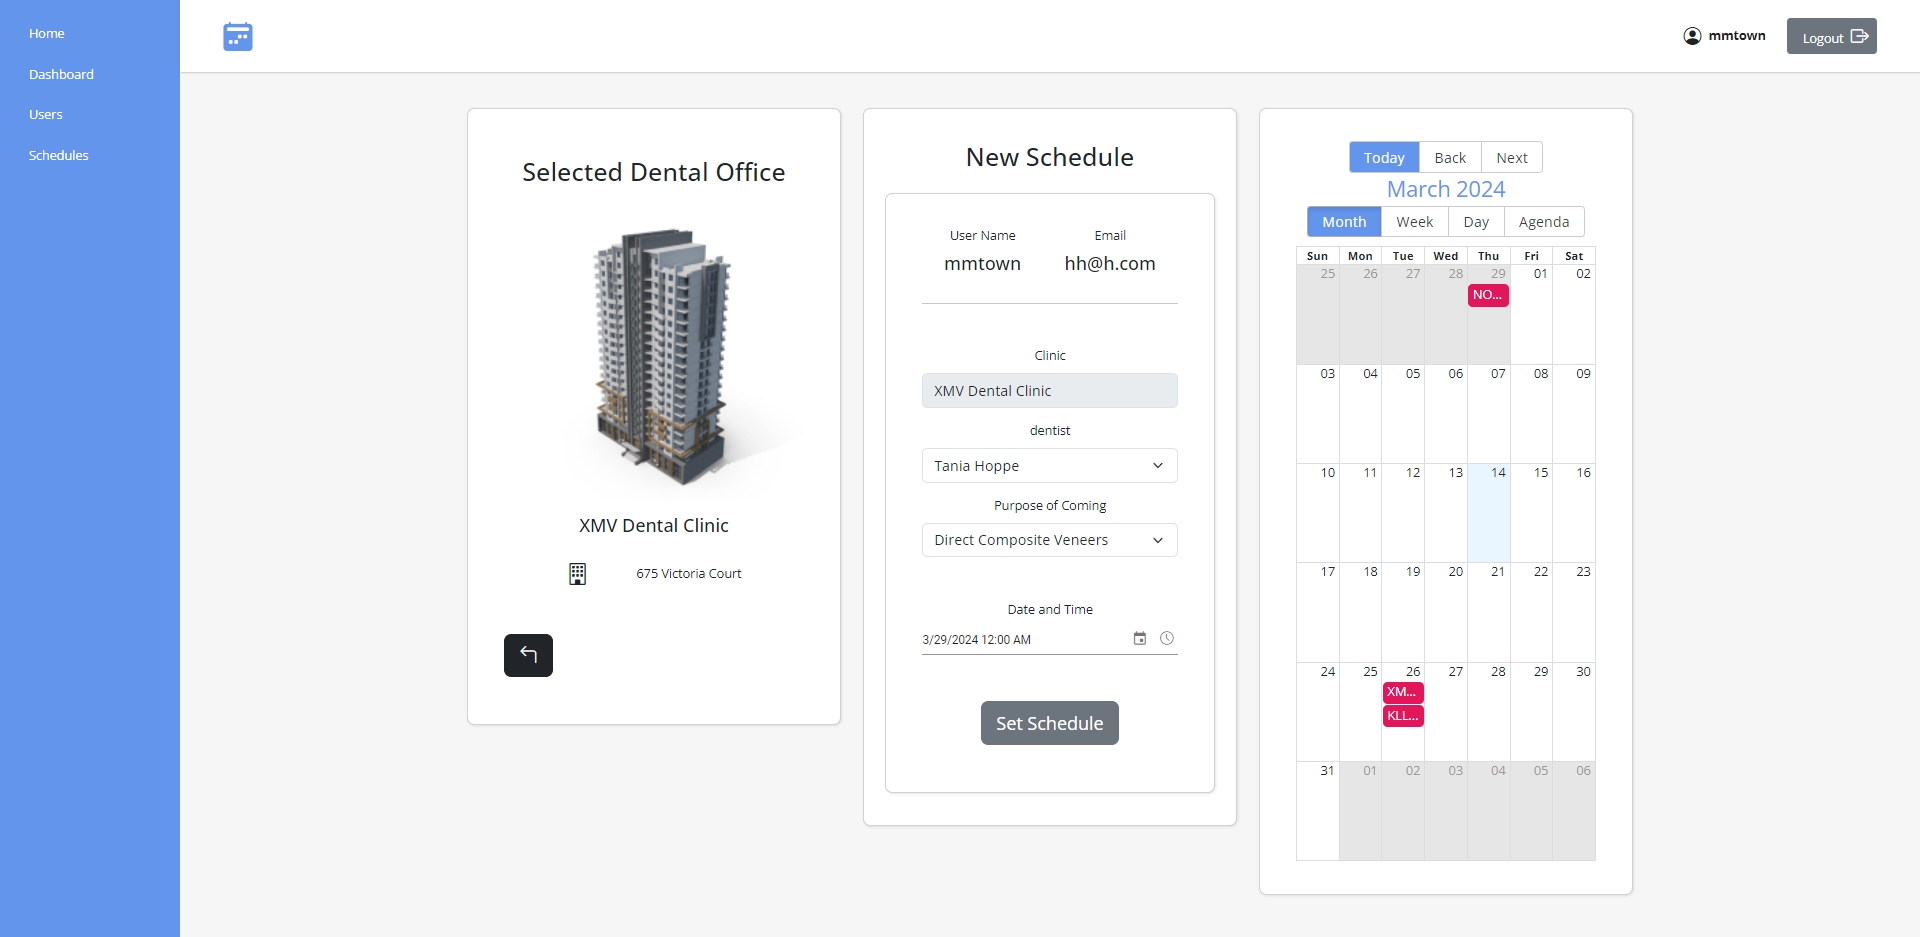 Home
Dashboard
Users
Schedules
mmtown
Logout
Selected Dental Office
XMV Dental Clinic
675 Victoria Court
New Schedule
User Name Email
mmtown hh@h.com
Clinic
XMV Dental Clinic
dentist
Tania Hoppe
Purpose of Coming
Direct Composite Veneers
Date and Time
3/29/2024 12:00 AM
Set Schedule
Today Back Next
March 2024
Month Week Day Agenda
Sun Mon Tue Wed Thu Fri Sat
25 26 27 28 29 01 02
NO...
03 04 05 06 07 08 09
10 11 12 13 14 15 16
17 18 19 20 21 22 23
24 25 26 27 28 29 30
XM...
KLL...
31 01 02 03 04 05 06